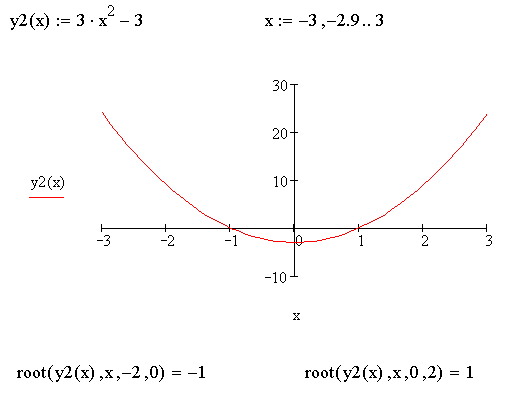 y2(x) := 3 · x² − 3    x := −3 , −2.9 .. 3
30
20
10
y2(x)
−3 −2 −1 0 1 2 3
−10
x
root(y2(x) , x , −2 , 0) = −1    root(y2(x) , x , 0 , 2) = 1